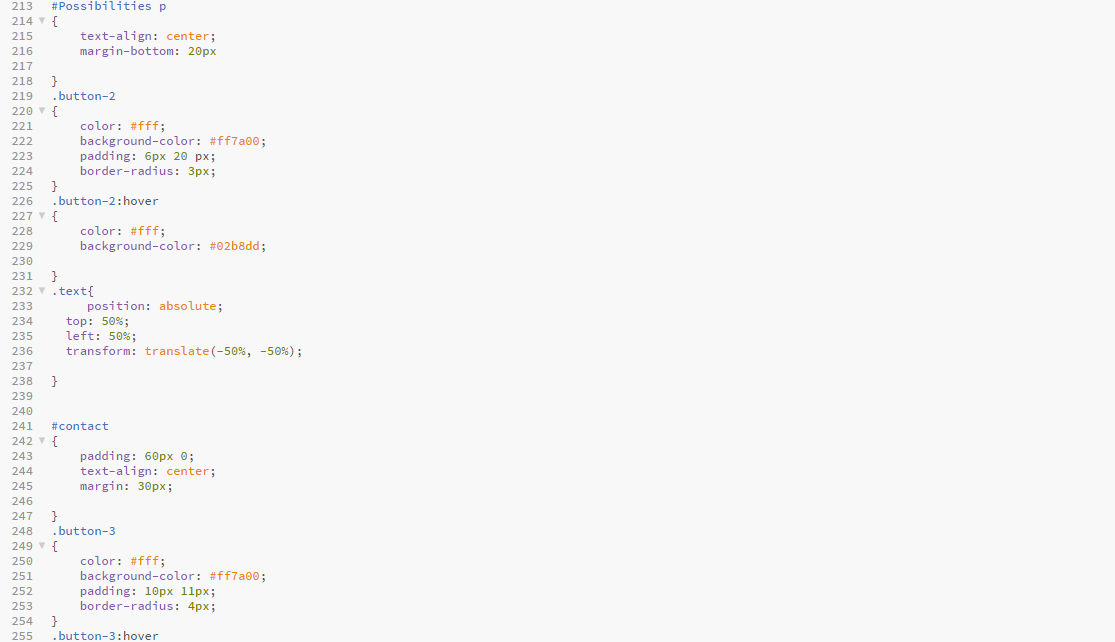 213 #Possibilities p
214 {
215 text-align: center;
216 margin-bottom: 20px
217
218 }
219 .button-2
220 {
221 color: #fff;
222 background-color: #ff7a00;
223 padding: 6px 20 px;
224 border-radius: 3px;
225 }
226 .button-2:hover
227 {
228 color: #fff;
229 background-color: #02b8dd;
230
231 }
232 .text{
233 position: absolute;
234 top: 50%;
235 left: 50%;
236 transform: translate(-50%, -50%);
237
238 }
239
240
241 #contact
242 {
243 padding: 60px 0;
244 text-align: center;
245 margin: 30px;
246
247 }
248 .button-3
249 {
250 color: #fff;
251 background-color: #ff7a00;
252 padding: 10px 11px;
253 border-radius: 4px;
254 }
255 .button-3:hover